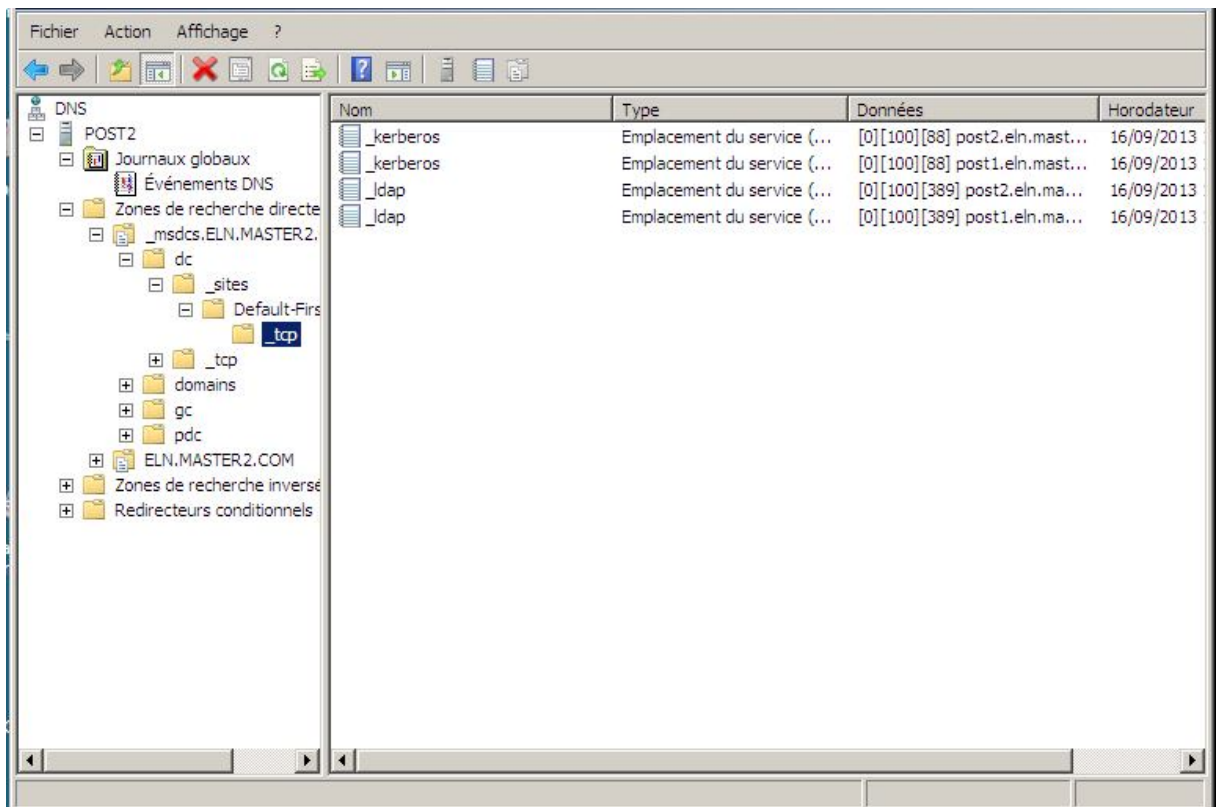 Fichier Action Affichage ?
DNS
POST2
Journaux globaux
Événements DNS
Zones de recherche directe
_msdcs.ELN.MASTER2.
dc
_sites
Default-Firs
_tcp
_tcp
domains
gc
pdc
ELN.MASTER2.COM
Zones de recherche inversé
Redirecteurs conditionnels
Nom Type Données Horodateur
_kerberos Emplacement du service (... [0][100][88] post2.eln.mast... 16/09/2013
_kerberos Emplacement du service (... [0][100][88] post1.eln.mast... 16/09/2013
_ldap Emplacement du service (... [0][100][389] post2.eln.ma... 16/09/2013
_ldap Emplacement du service (... [0][100][389] post1.eln.ma... 16/09/2013